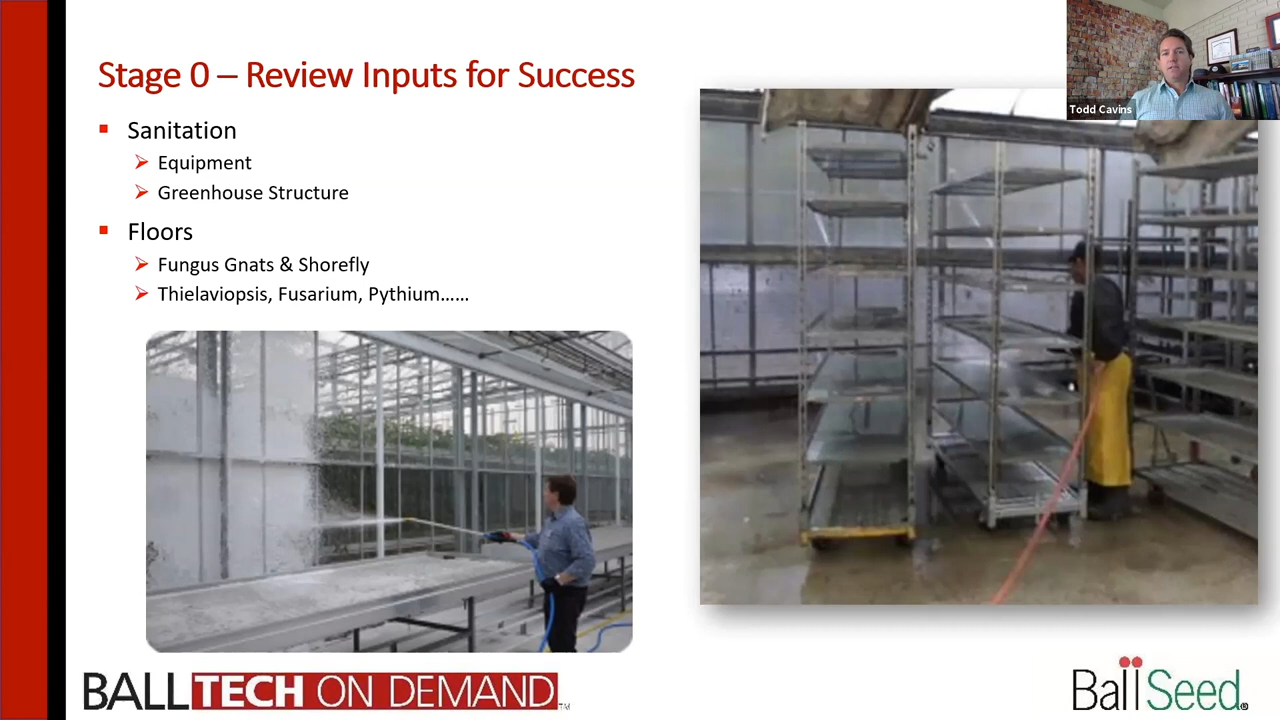 Stage 0 – Review Inputs for Success
Todd Cavins
Sanitation
Equipment
Greenhouse Structure
Floors
Fungus Gnats & Shorefly
Thielaviopsis, Fusarium, Pythium......
BALLTECH ON DEMAND™
Ball Seed®